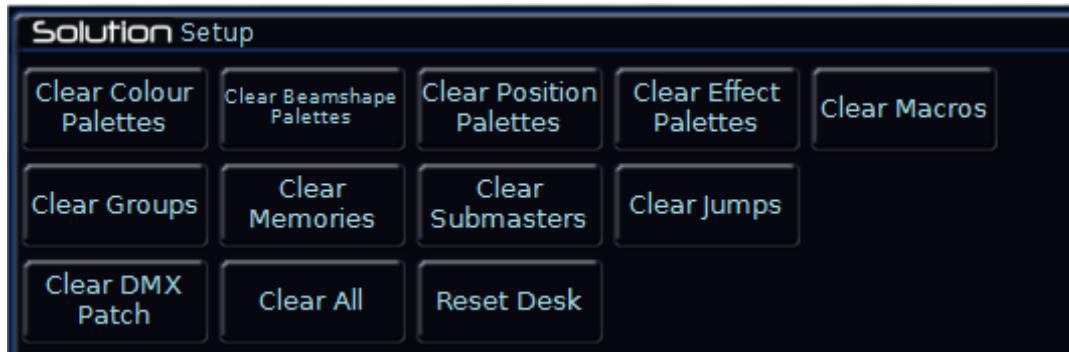 Solution Setup
Clear Colour
Palettes
Clear Beamshape
Palettes
Clear Position
Palettes
Clear Effect
Palettes
Clear Macros
Clear Groups
Clear
Memories
Clear
Submasters
Clear Jumps
Clear DMX
Patch
Clear All
Reset Desk